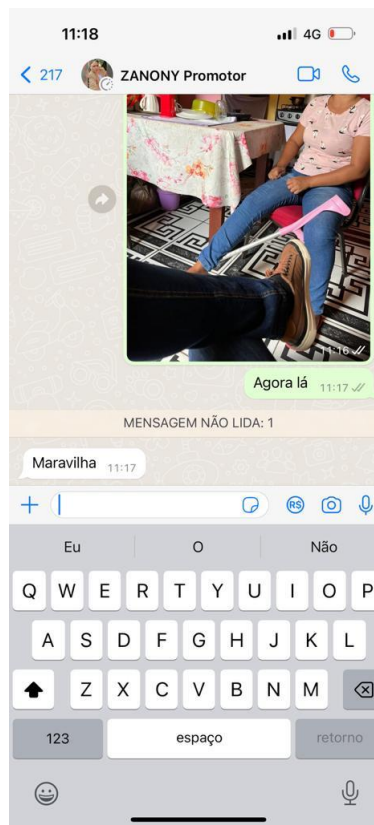 11:18
4G
217
ZANONY Promotor
11:16
Agora lá 11:17
MENSAGEM NÃO LIDA: 1
Maravilha 11:17
R$
Eu O Não
Q W E R T Y U I O P
A S D F G H J K L
Z X C V B N M
123 espaço retorno